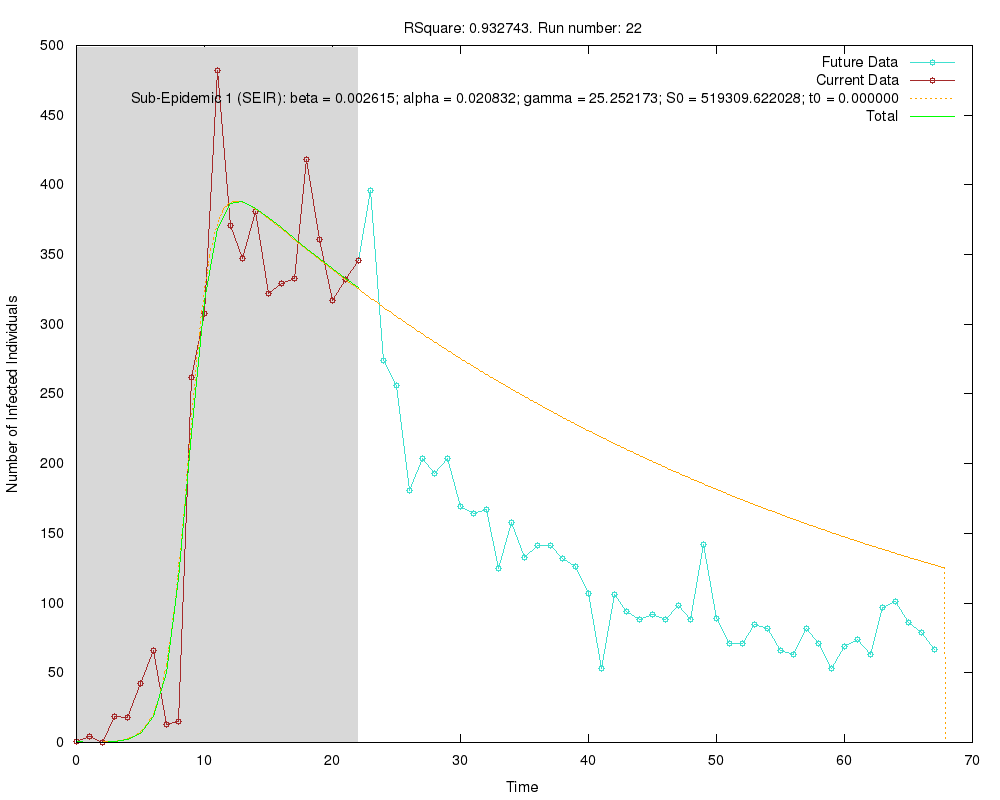 RSquare: 0.932743. Run number: 22
Future Data
Current Data
Sub-Epidemic 1 (SEIR): beta = 0.002615; alpha = 0.020832; gamma = 25.252173; S0 = 519309.622028; t0 = 0.000000
Total
500
450
400
350
300
250
200
150
100
50
0
0 10 20 30 40 50 60 70
Number of Infected Individuals
Time